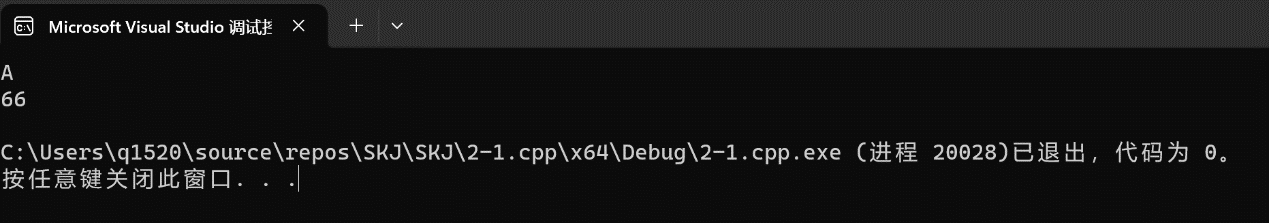 Microsoft Visual Studio 调试控
A
66
C:\Users\q1520\source\repos\SKJ\SKJ\2-1.cpp\x64\Debug\2-1.cpp.exe (进程 20028)已退出，代码为 0。
按任意键关闭此窗口. . .